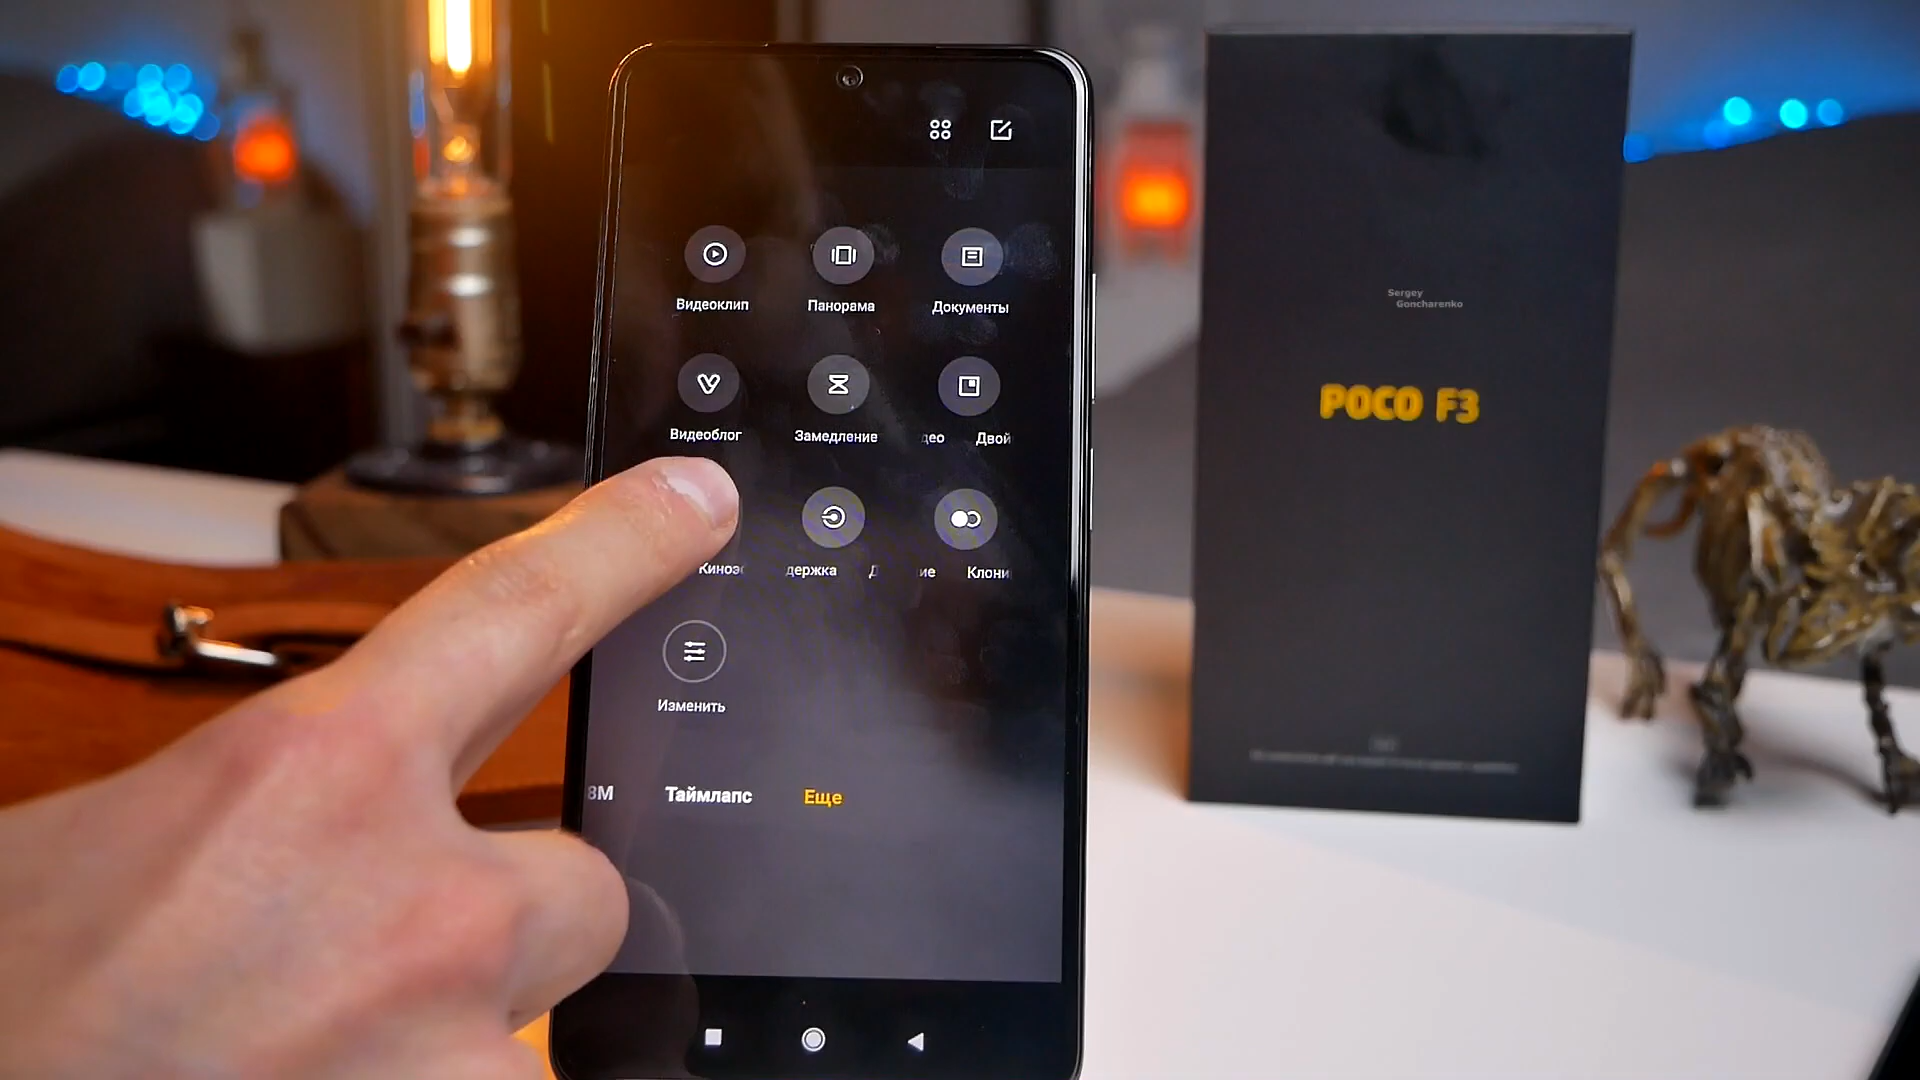 Видеоклип
Панорама
Документы
Видеоблог
Замедление
део Двой
Киноэ
держка Д
ие Клони
Изменить
8М Таймлапс Еще
Sergey
Goncharenko
POCO F3